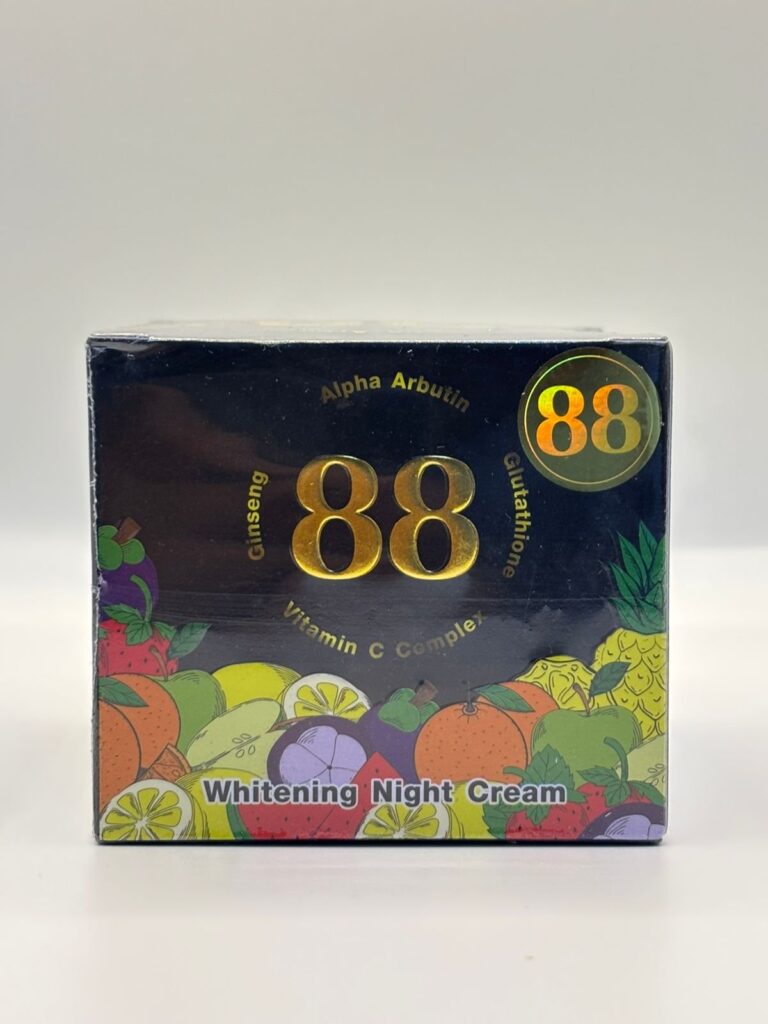 Alpha Arbutin
88
Ginseng
88
Glutathione
Vitamin C Complex
Whitening Night Cream